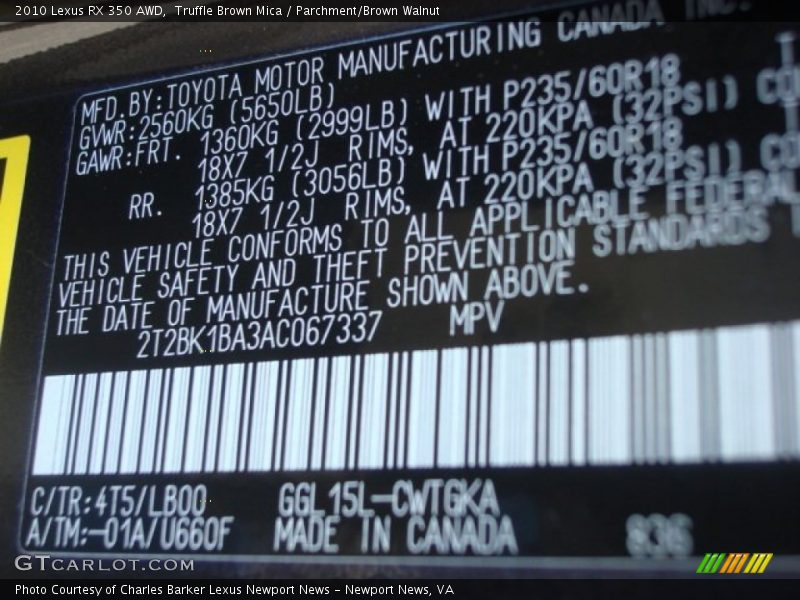 2010 Lexus RX 350 AWD, Truffle Brown Mica / Parchment/Brown Walnut
MFD.BY:TOYOTA MOTOR MANUFACTURING CANADA INC.
GVWR:2560KG (5650LB)
GAWR:FRT. 1360KG (2999LB) WITH P235/60R18
18X7 1/2J RIMS, AT 220KPA (32PSI)
RR. 1385KG (3056LB) WITH P235/60R18
18X7 1/2J RIMS, AT 220KPA (32PSI)
THIS VEHICLE CONFORMS TO ALL APPLICABLE FEDERAL
VEHICLE SAFETY AND THEFT PREVENTION STANDARDS
THE DATE OF MANUFACTURE SHOWN ABOVE.
2T2BK1BA3AC067337 MPV
C/TR:4T5/LB00 GGL15L-CWTGKA
A/TM:-01A/U660F MADE IN CANADA
836
GTcarlot.com
Photo Courtesy of Charles Barker Lexus Newport News - Newport News, VA